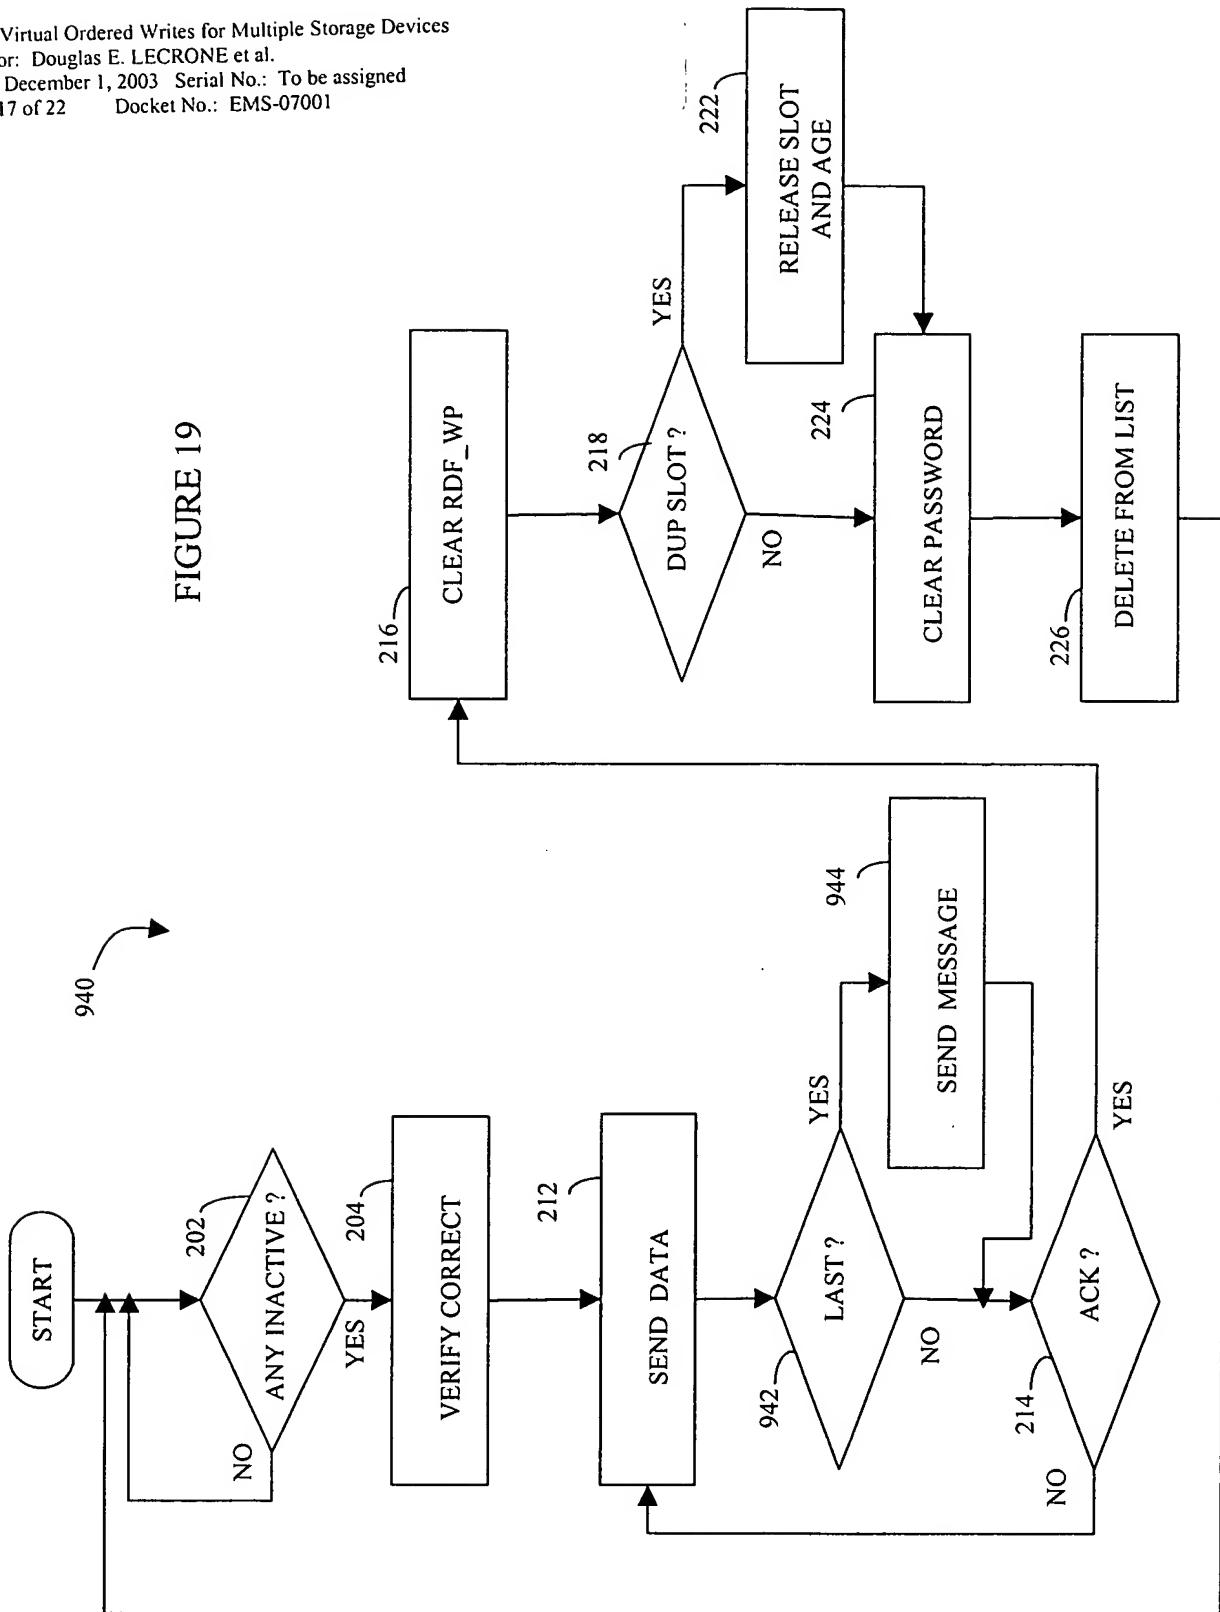 Virtual Ordered Writes for Multiple Storage Devices
or: Douglas E. LECRONE et al.
December 1, 2003 Serial No.: To be assigned
17 of 22 Docket No.: EMS-07001
FIGURE 19
940
START
202
ANY INACTIVE ?
NO
YES
204
VERIFY CORRECT
212
SEND DATA
942
LAST ?
YES
NO
944
SEND MESSAGE
214
ACK ?
NO
YES
216
CLEAR RDF_WP
218
DUP SLOT ?
YES
NO
222
RELEASE SLOT
AND AGE
224
CLEAR PASSWORD
226
DELETE FROM LIST